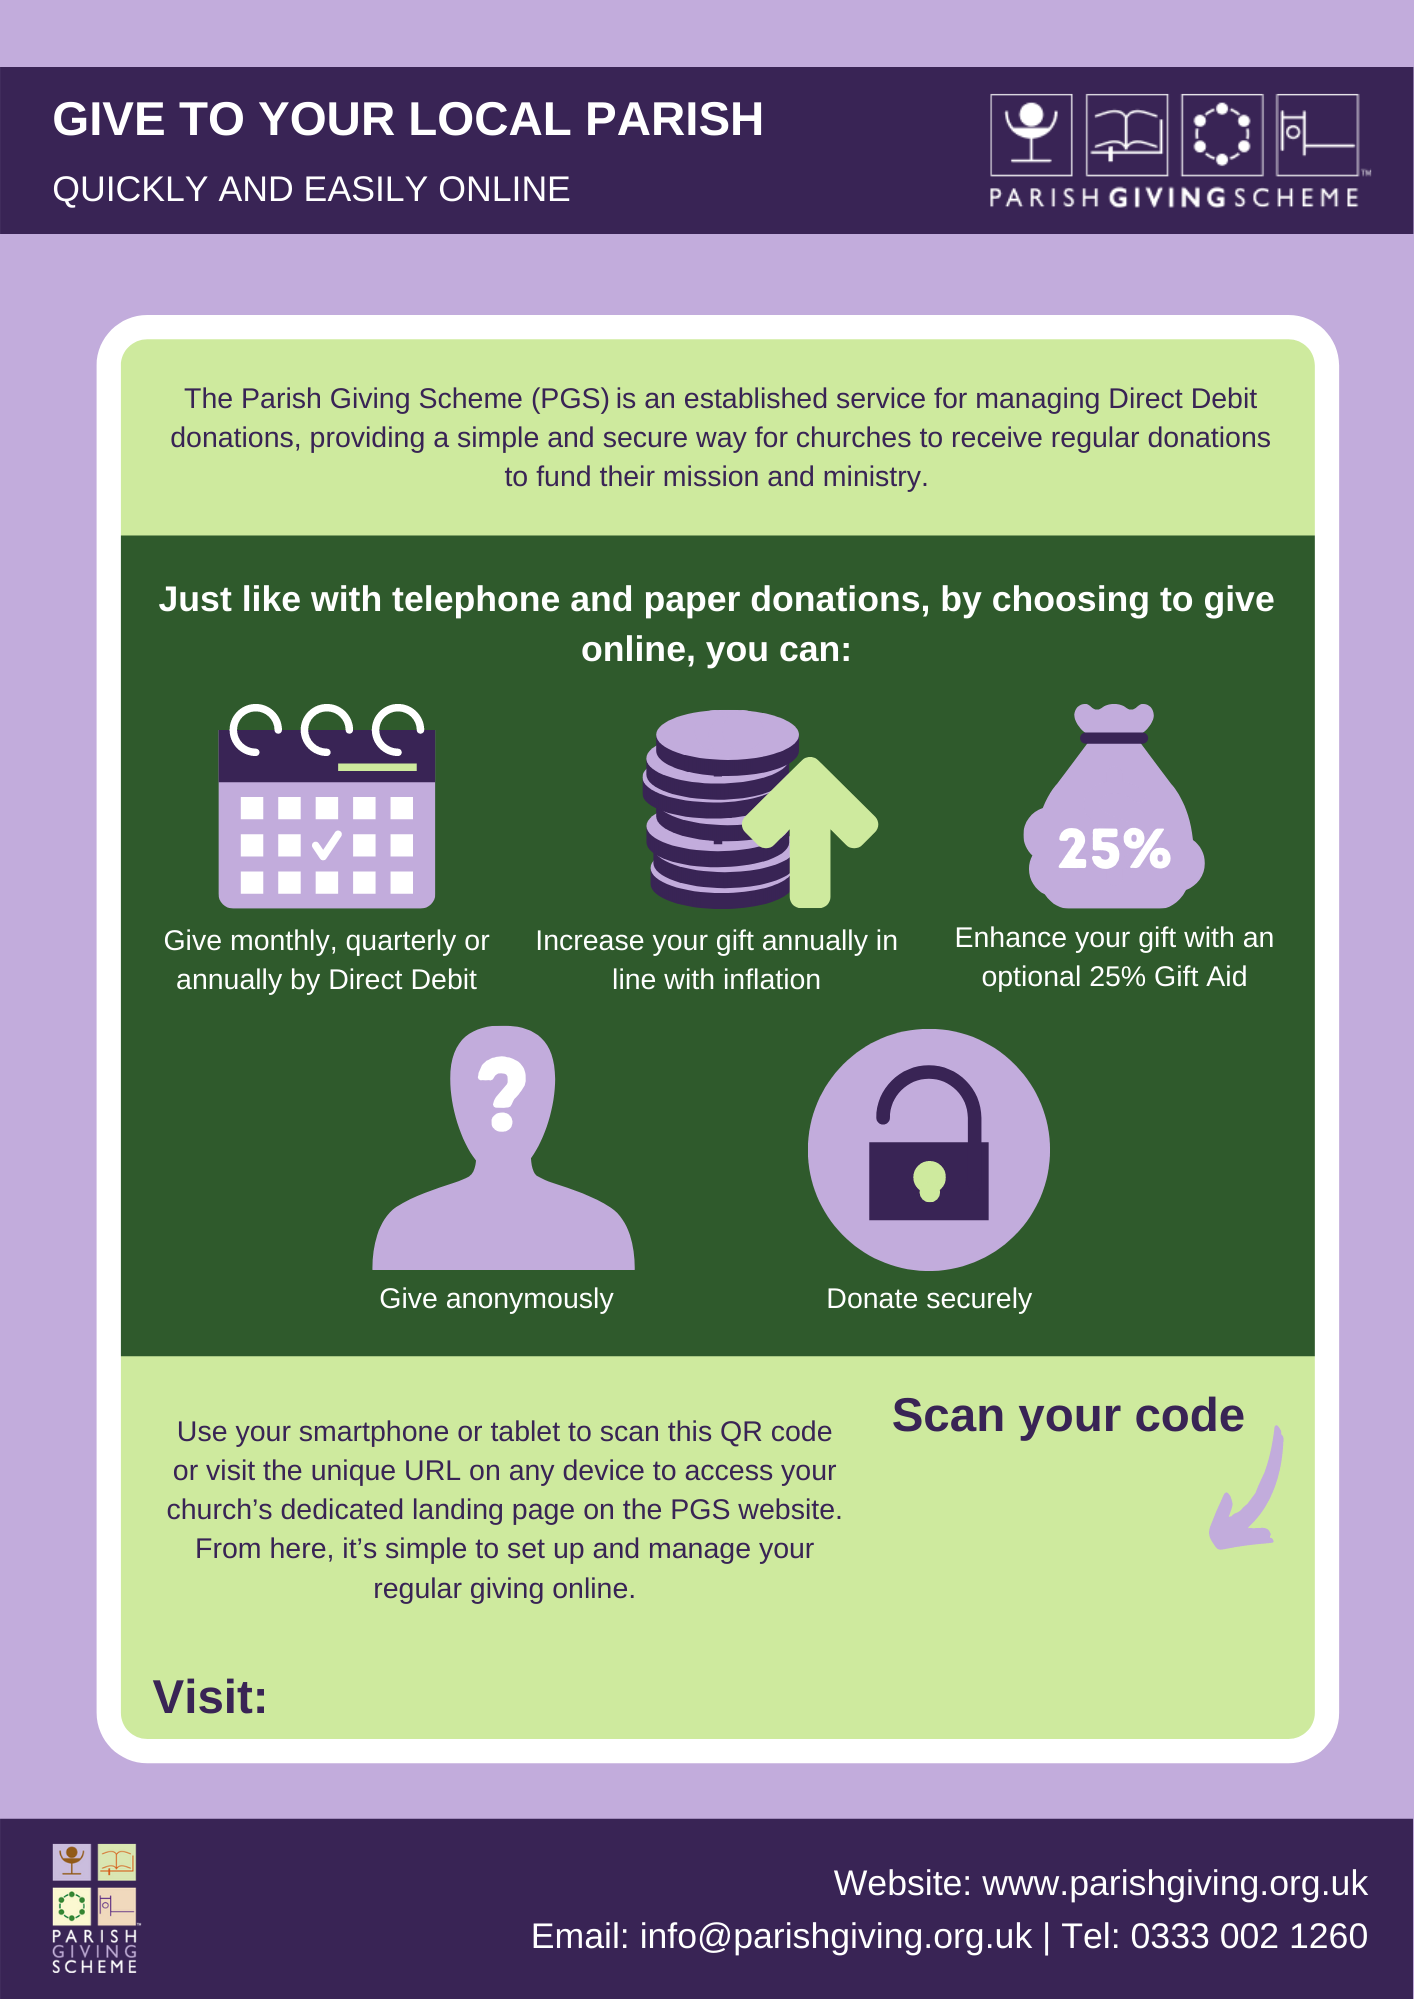 GIVE TO YOUR LOCAL PARISH
QUICKLY AND EASILY ONLINE
PARISH GIVING SCHEME™
The Parish Giving Scheme (PGS) is an established service for managing Direct Debit
donations, providing a simple and secure way for churches to receive regular donations
to fund their mission and ministry.
Just like with telephone and paper donations, by choosing to give
online, you can:
25%
Give monthly, quarterly or
annually by Direct Debit
Increase your gift annually in
line with inflation
Enhance your gift with an
optional 25% Gift Aid
?
Give anonymously
Donate securely
Scan your code
Use your smartphone or tablet to scan this QR code
or visit the unique URL on any device to access your
church’s dedicated landing page on the PGS website.
From here, it’s simple to set up and manage your
regular giving online.
Visit:
PARISH
GIVING
SCHEME
Website: www.parishgiving.org.uk
Email: info@parishgiving.org.uk | Tel: 0333 002 1260